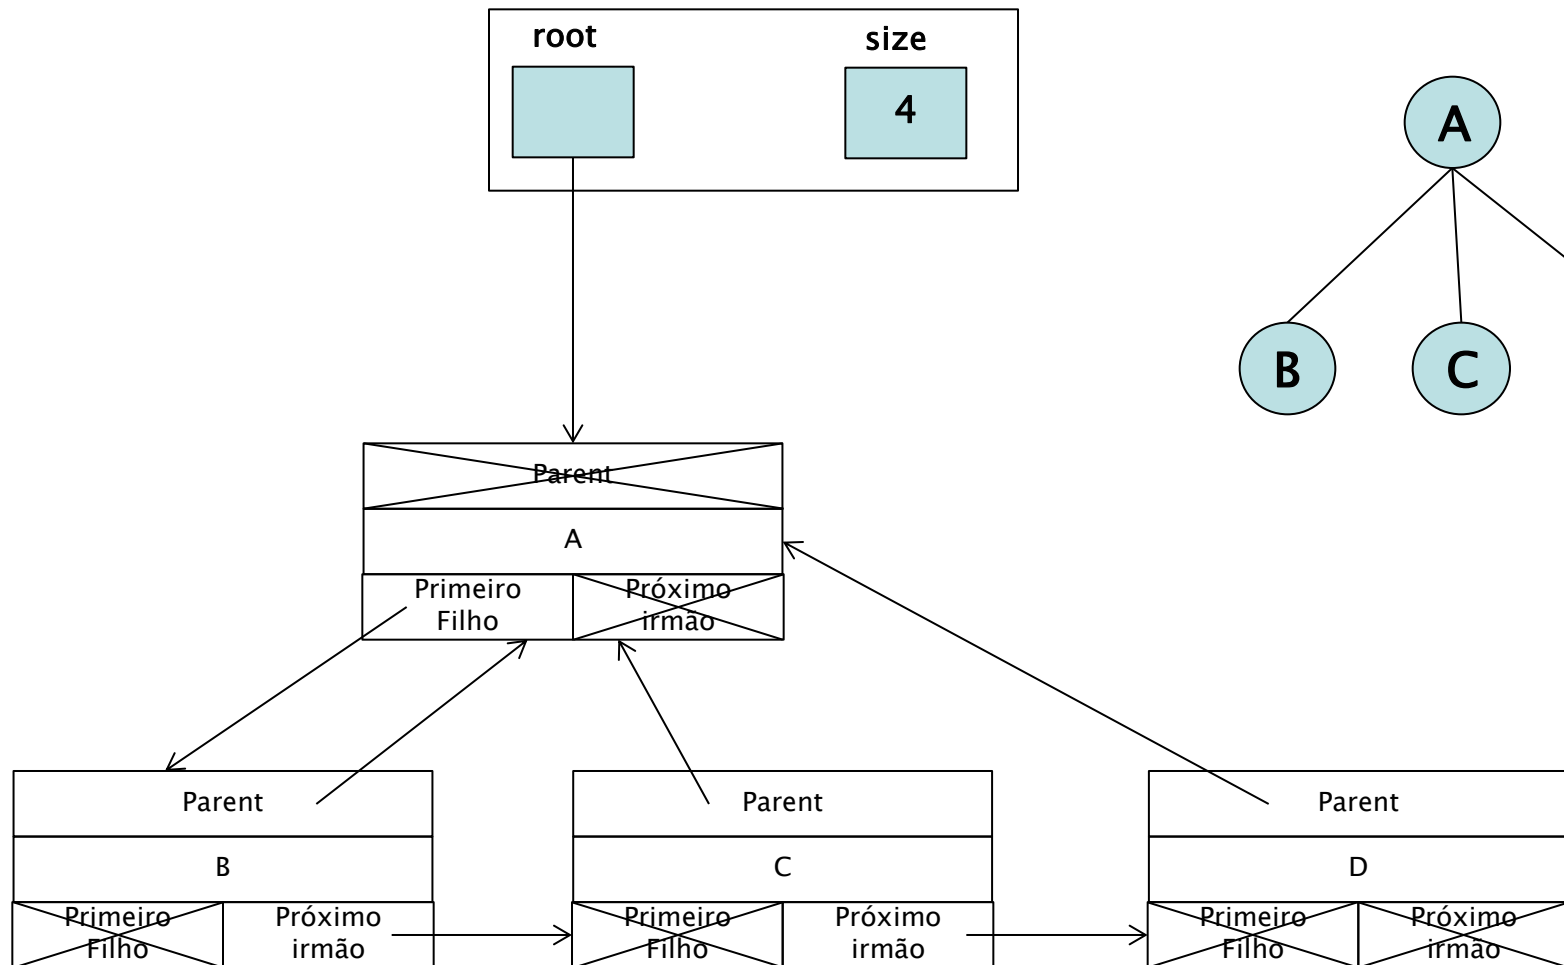 root
size
4
A
B
C
Parent
A
Primeiro
Filho
Próximo
irmão
Parent
B
Primeiro
Filho
Próximo
irmão
Parent
C
Primeiro
Filho
Próximo
irmão
Parent
D
Primeiro
Filho
Próximo
irmão